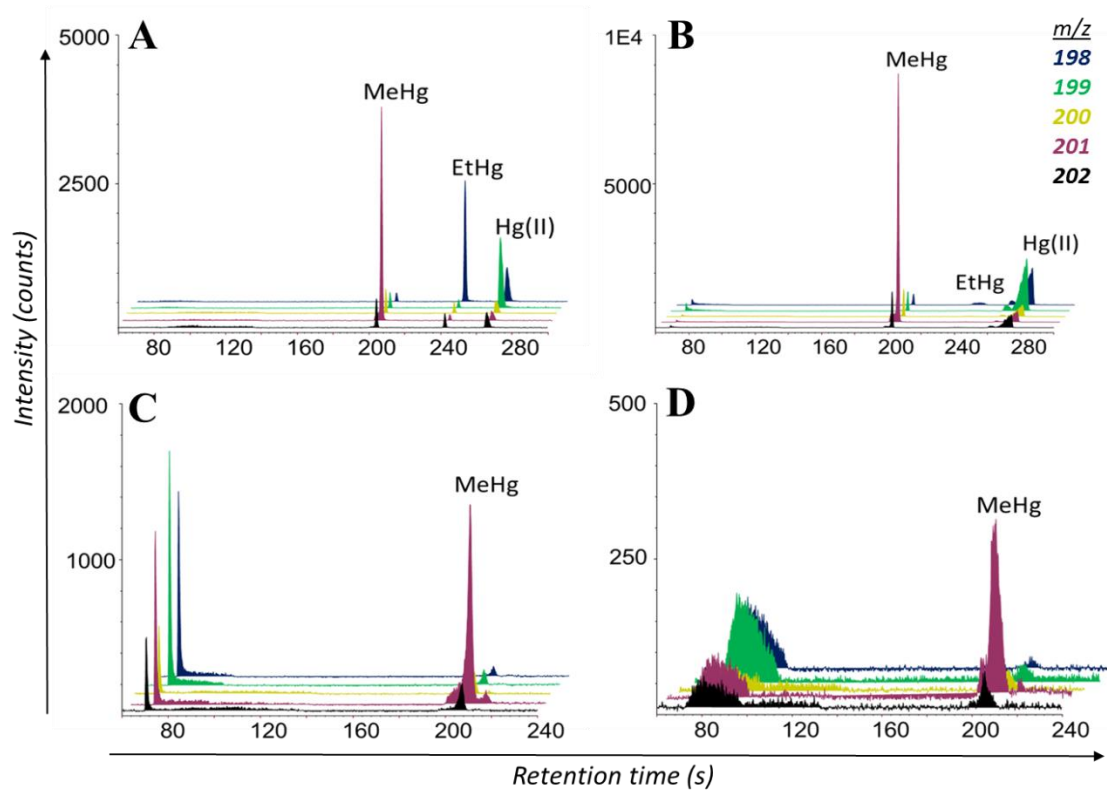 A
5000
2500
MeHg
EtHg
Hg(II)
80 120 160 200 240 280
B
1E4
5000
MeHg
EtHg
Hg(II)
80 120 160 200 240 280
m/z
198
199
200
201
202
C
2000
1000
MeHg
80 120 160 200 240
D
500
250
MeHg
80 120 160 200 240
Intensity (counts)
Retention time (s)